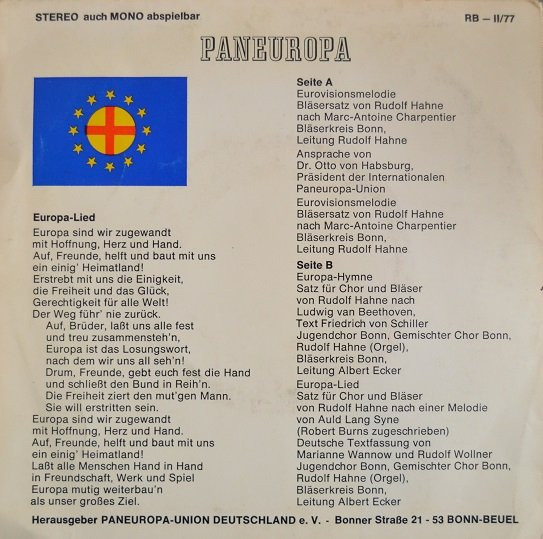 STEREO auch MONO abspielbar
RB – II/77
PANEUROPA
Europa-Lied
Europa sind wir zugewandt
mit Hoffnung, Herz und Hand.
Auf, Freunde, helft und baut mit uns
ein einig' Heimatland!
Erstrebt mit uns die Einigkeit,
die Freiheit und das Glück,
Gerechtigkeit für alle Welt!
Der Weg führ' nie zurück.
Auf, Brüder, laßt uns alle fest
und treu zusammensteh'n,
Europa ist das Losungswort,
nach dem wir uns all seh'n!
Drum, Freunde, gebt euch fest die Hand
und schließt den Bund in Reih'n.
Die Freiheit ziert den mut'gen Mann.
Sie will erstritten sein.
Europa sind wir zugewandt
mit Hoffnung, Herz und Hand.
Auf, Freunde, helft und baut mit uns
ein einig' Heimatland!
Laßt alle Menschen Hand in Hand
in Freundschaft, Werk und Spiel
Europa mutig weiterbau'n
als unser großes Ziel.
Seite A
Eurovisionsmelodie
Bläsersatz von Rudolf Hahne
nach Marc-Antoine Charpentier
Bläserkreis Bonn,
Leitung Rudolf Hahne
Ansprache von
Dr. Otto von Habsburg,
Präsident der Internationalen
Paneuropa-Union
Eurovisionsmelodie
Bläsersatz von Rudolf Hahne
nach Marc-Antoine Charpentier
Bläserkreis Bonn,
Leitung Rudolf Hahne
Seite B
Europa-Hymne
Satz für Chor und Bläser
von Rudolf Hahne nach
Ludwig van Beethoven,
Text Friedrich von Schiller
Jugendchor Bonn, Gemischter Chor Bonn,
Rudolf Hahne (Orgel),
Bläserkreis Bonn,
Leitung Albert Ecker
Europa-Lied
Satz für Chor und Bläser
von Rudolf Hahne nach einer Melodie
von Auld Lang Syne
(Robert Burns zugeschrieben)
Deutsche Textfassung von
Marianne Wannow und Rudolf Wollner
Jugendchor Bonn, Gemischter Chor Bonn,
Rudolf Hahne (Orgel),
Bläserkreis Bonn,
Leitung Albert Ecker
Herausgeber PANEUROPA-UNION DEUTSCHLAND e. V. - Bonner Straße 21 - 53 BONN-BEUEL